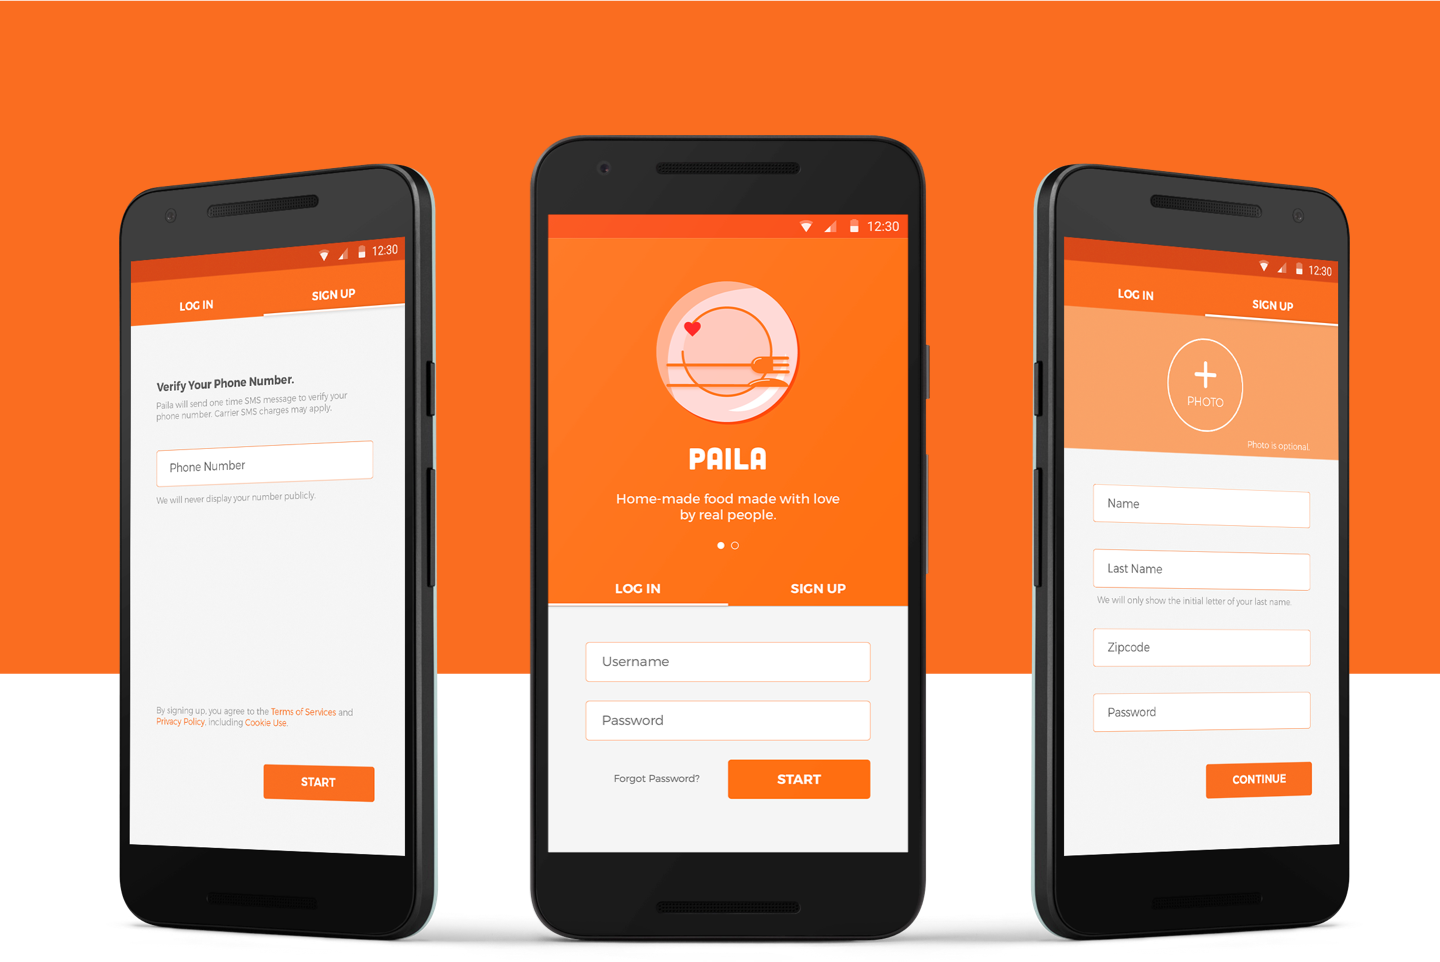 12:30
LOG IN
SIGN UP
Verify Your Phone Number.
Paila will send one time SMS message to verify your
phone number. Carrier SMS charges may apply.
Phone Number
We will never display your number publicly.
By signing up, you agree to the Terms of Services and
Privacy Policy, including Cookie Use.
START
12:30
PAILA
Home-made food made with love
by real people.
LOG IN
SIGN UP
Username
Password
Forgot Password?
START
12:30
LOG IN
SIGN UP
PHOTO
Photo is optional
Name
Last Name
We will only show the initial letter of your last name.
Zipcode
Password
CONTINUE